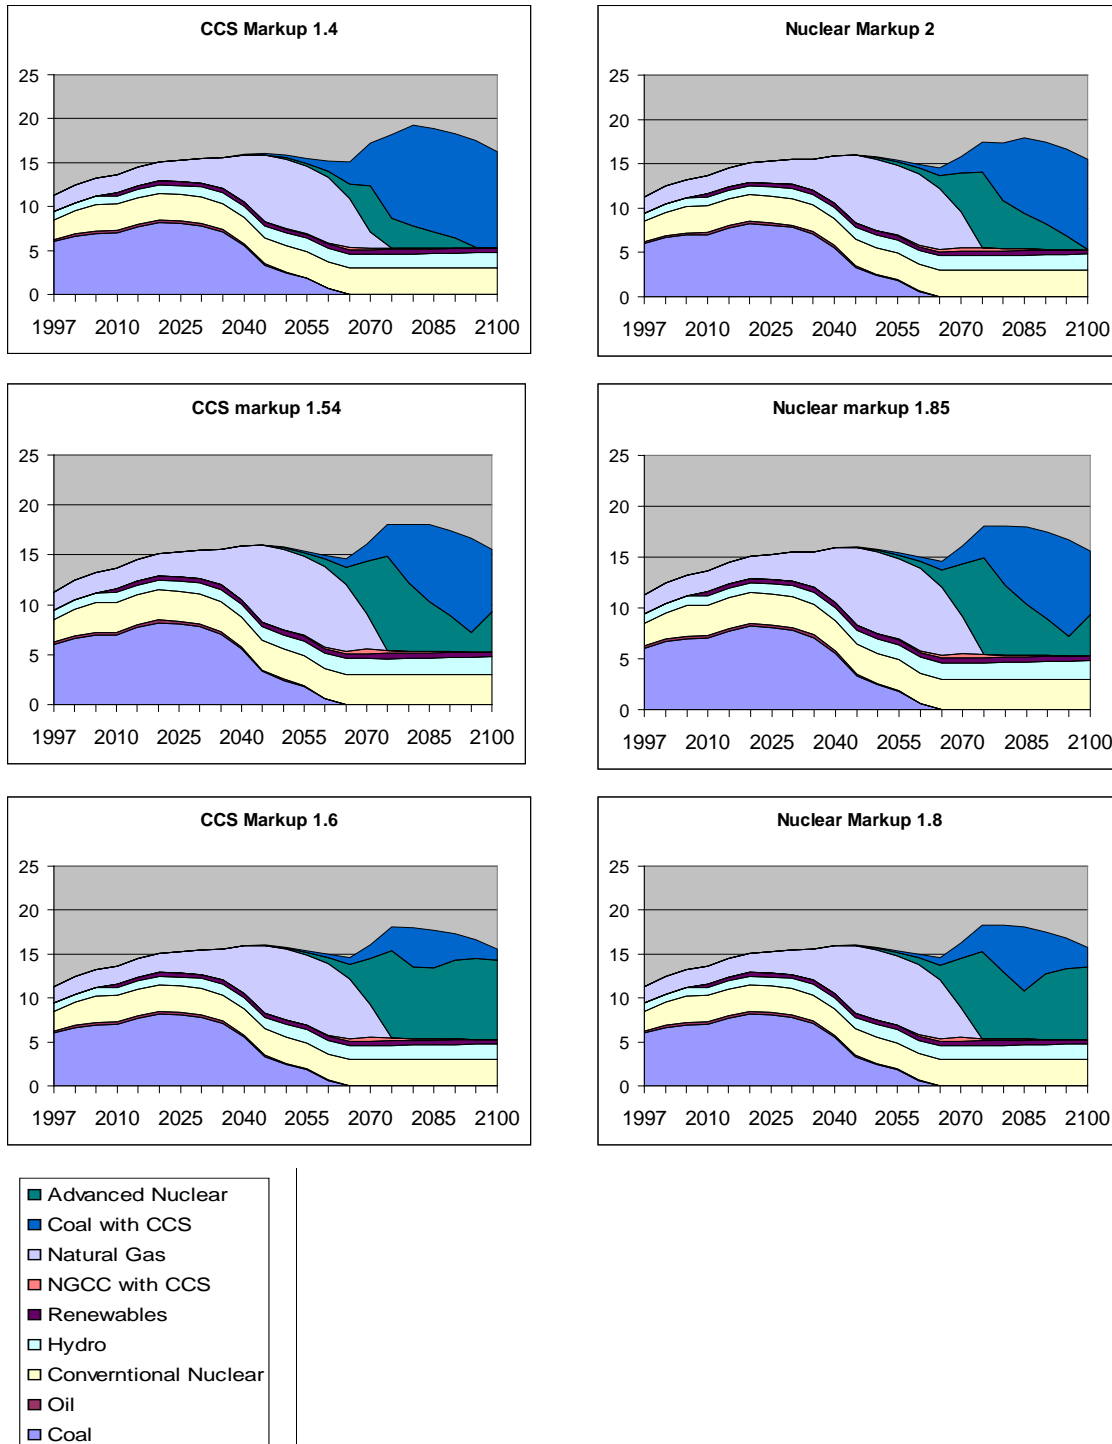 CCS Markup 1.4
25
20
15
10
5
0
1997 2010 2025 2040 2055 2070 2085 2100
Nuclear Markup 2
25
20
15
10
5
0
1997 2010 2025 2040 2055 2070 2085 2100
CCS markup 1.54
25
20
15
10
5
0
1997 2010 2025 2040 2055 2070 2085 2100
Nuclear markup 1.85
25
20
15
10
5
0
1997 2010 2025 2040 2055 2070 2085 2100
CCS Markup 1.6
25
20
15
10
5
0
1997 2010 2025 2040 2055 2070 2085 2100
Nuclear Markup 1.8
25
20
15
10
5
0
1997 2010 2025 2040 2055 2070 2085 2100
Advanced Nuclear
Coal with CCS
Natural Gas
NGCC with CCS
Renewables
Hydro
Converntional Nuclear
Oil
Coal